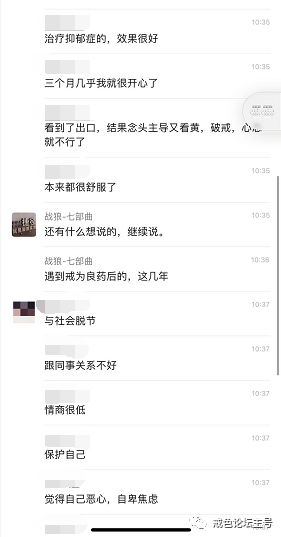 10:35
治疗抑郁症的，效果很好
10:35
三个月几乎我就很开心了
看到了出口，结果念头主导又看黄，破戒，心态
就不行了
10:35
本来都很舒服了
战狼-七部曲
10:35
还有什么想说的，继续说。
战狼-七部曲
10:36
遇到戒为良药后的，这几年
10:37
与社会脱节
10:37
跟同事关系不好
10:37
情商很低
10:37
保护自己
10:37
觉得自己恶心，自卑焦虑
戒色论坛主号